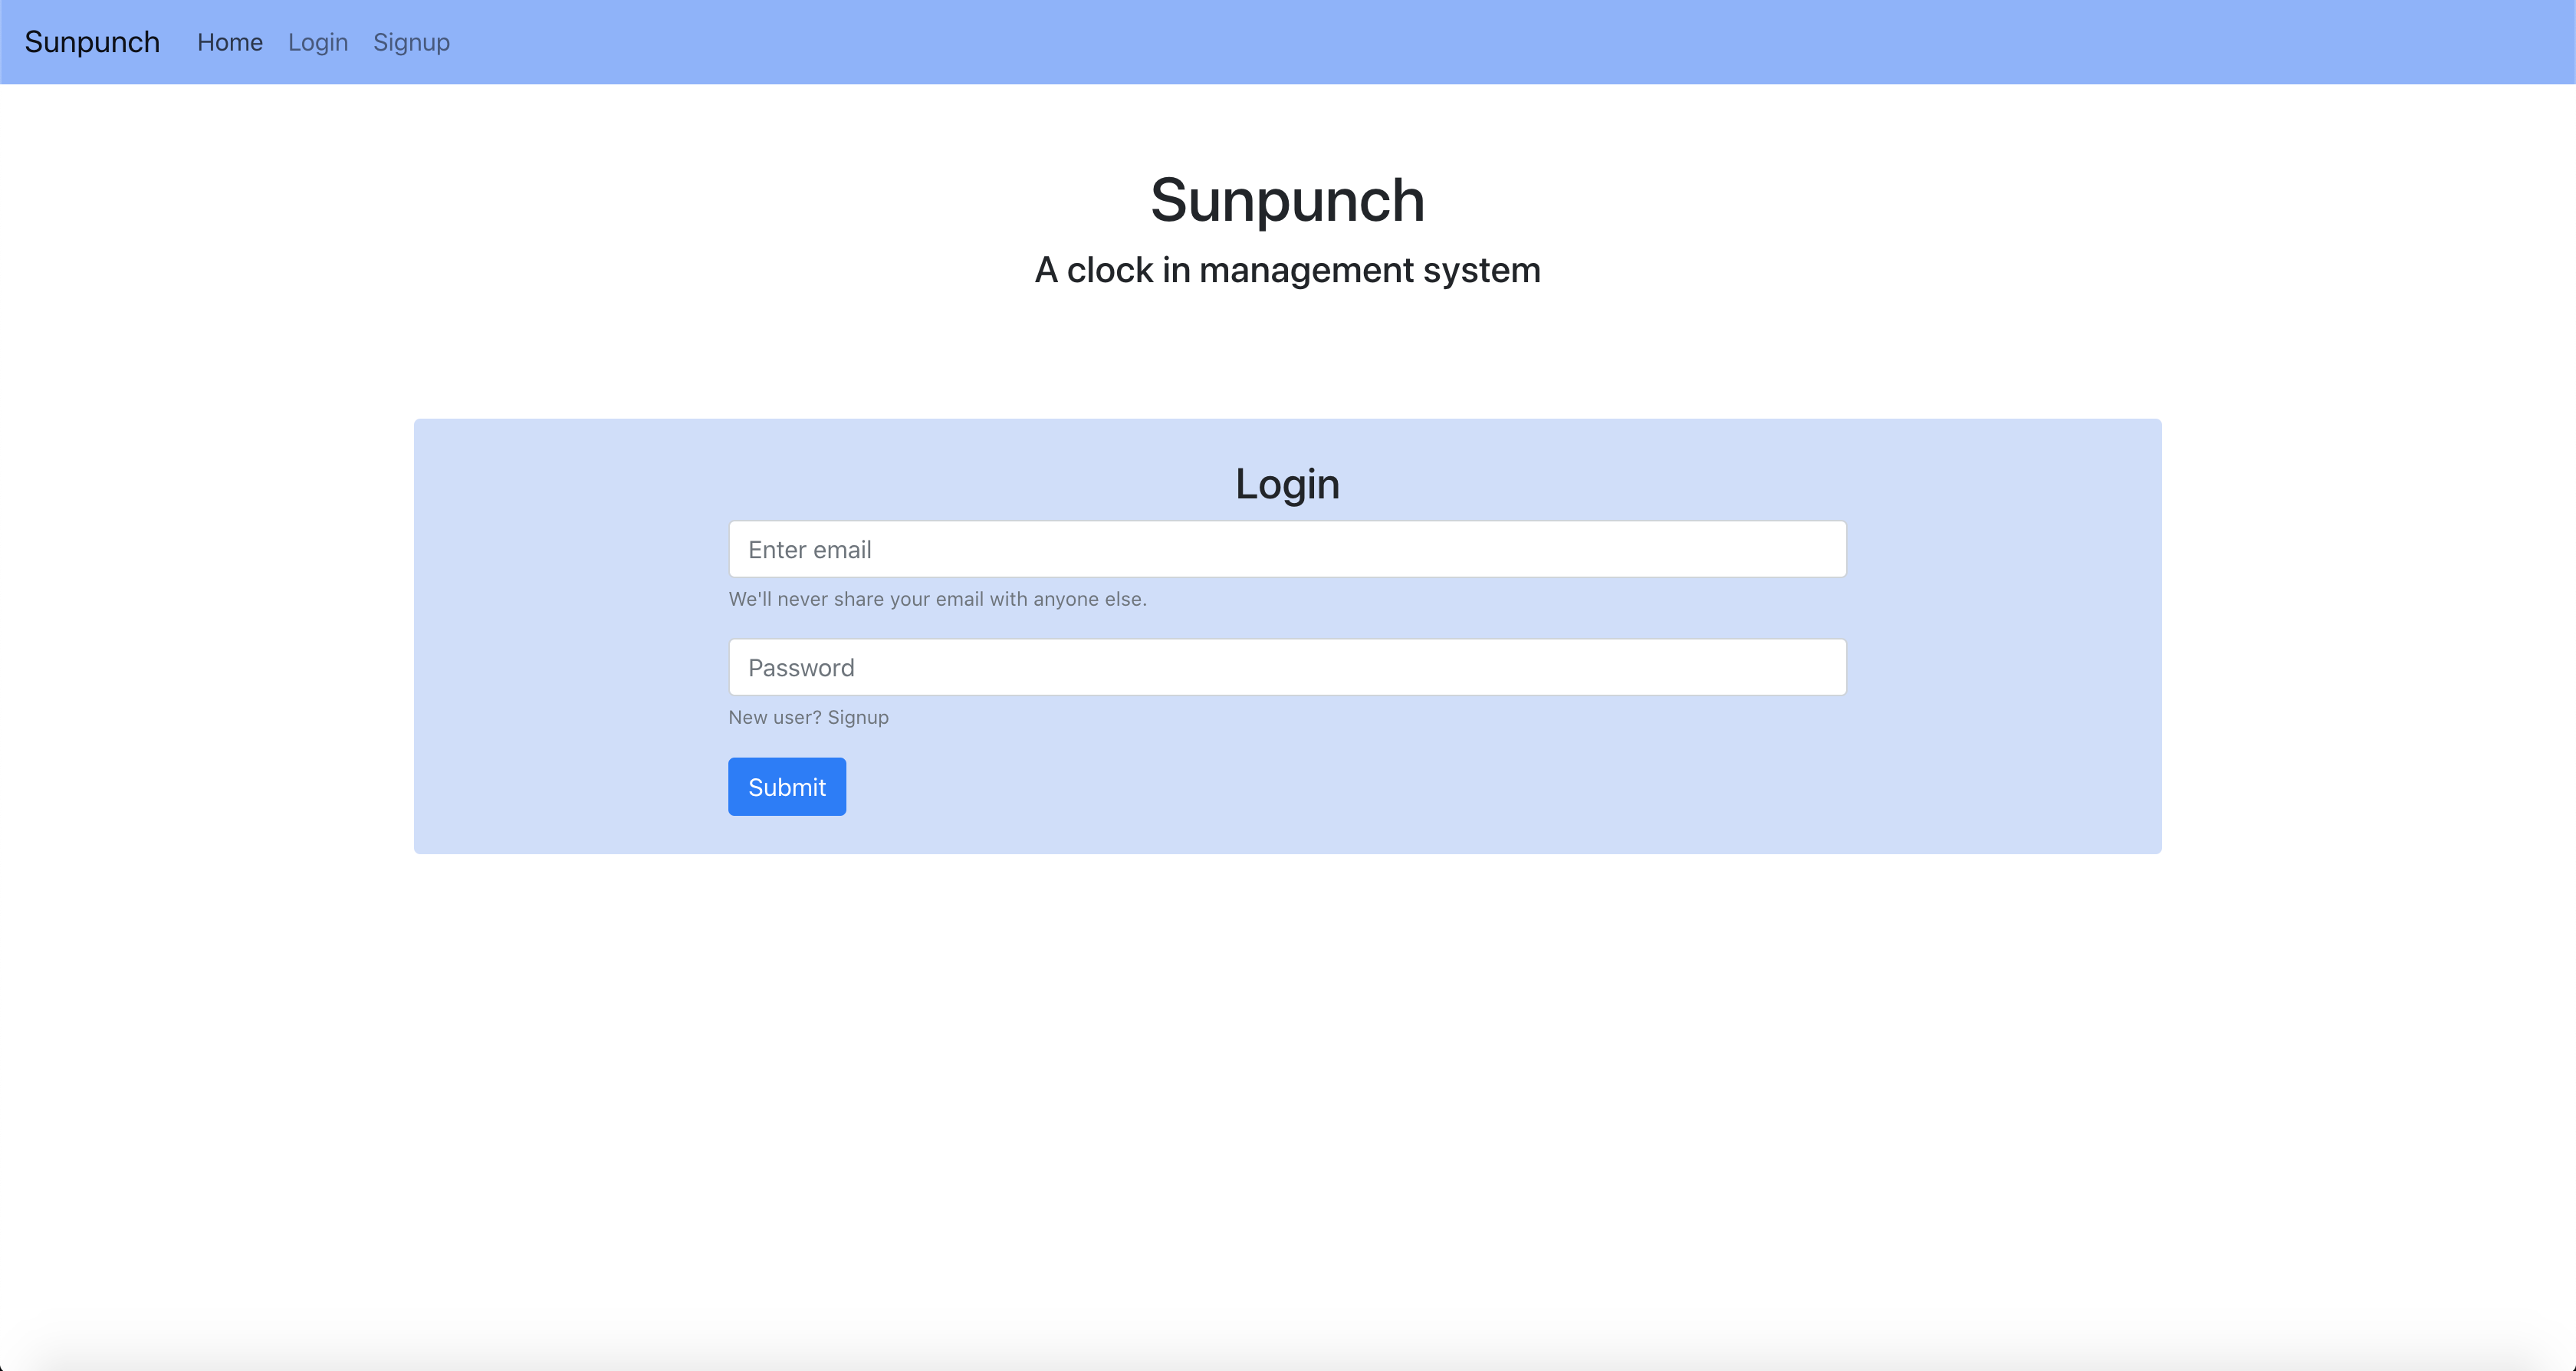 Sunpunch Home Login Signup
Sunpunch
A clock in management system
Login
Enter email
We'll never share your email with anyone else.
Password
New user? Signup
Submit